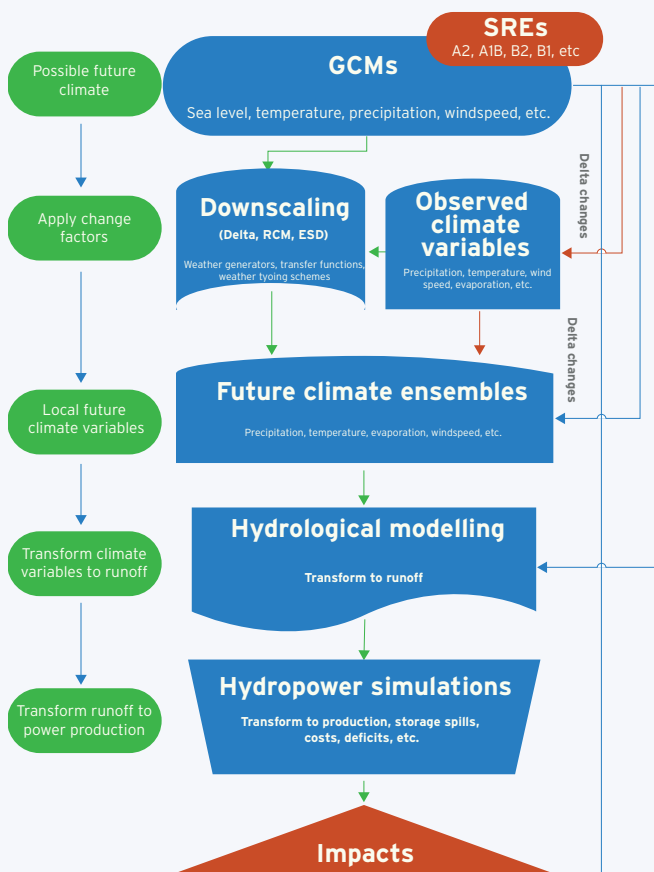 SREs
A2, A1B, B2, B1, etc
GCMs
Sea level, temperature, precipitation, windspeed, etc.
Possible future
climate
Downscaling
(Delta, RCM, ESD)
Weather generators, transfer functions,
weather tyoing schemes
Observed
climate
variables
Precipitation, temperature, wind
speed, evaporation, etc.
Delta changes
Apply change
factors
Delta changes
Future climate ensembles
Precipitation, temperature, evaporation, windspeed, etc.
Local future
climate variables
Hydrological modelling
Transform to runoff
Transform climate
variables to runoff
Hydropower simulations
Transform to production, storage spills,
costs, deficits, etc.
Transform runoff to
power production
Impacts